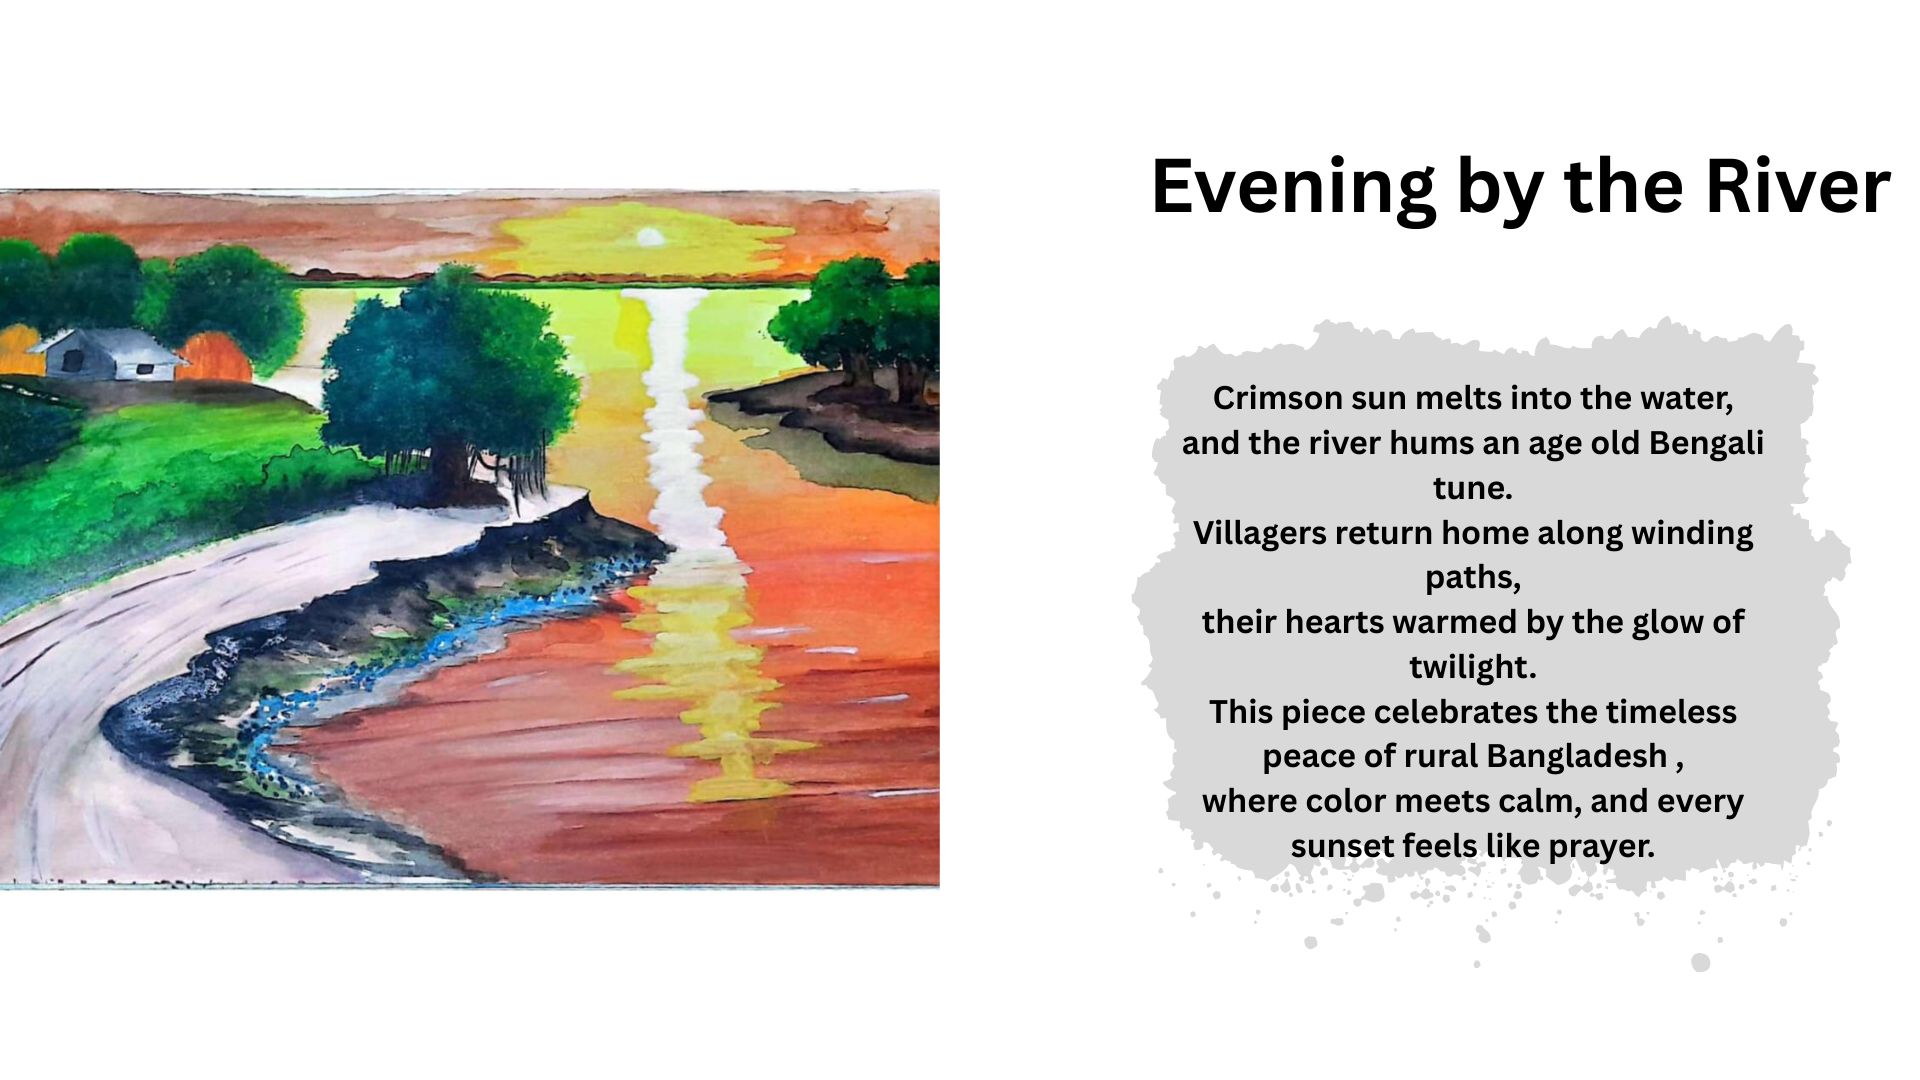 Evening by the River
Crimson sun melts into the water,
and the river hums an age old Bengali
tune.
Villagers return home along winding
paths,
their hearts warmed by the glow of
twilight.
This piece celebrates the timeless
peace of rural Bangladesh ,
where color meets calm, and every
sunset feels like prayer.